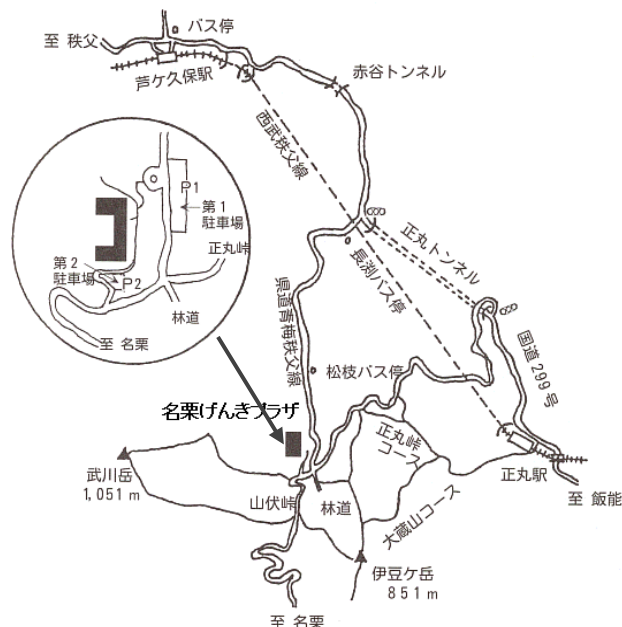 バス停
至 秩父
芦ケ久保駅
赤谷トンネル
西武秩父線
P1
第1
駐車場
正丸峠
第2
駐車場
P2
林道
至 名栗
正丸トンネル
長渕バス停
県道青梅秩父線
国道299号
松枝バス停
名栗げんきプラザ
正丸峠
コース
武川岳
1,051m
山伏峠
林道
大蔵山コース
正丸駅
至 飯能
伊豆ケ岳
851m
至 名栗